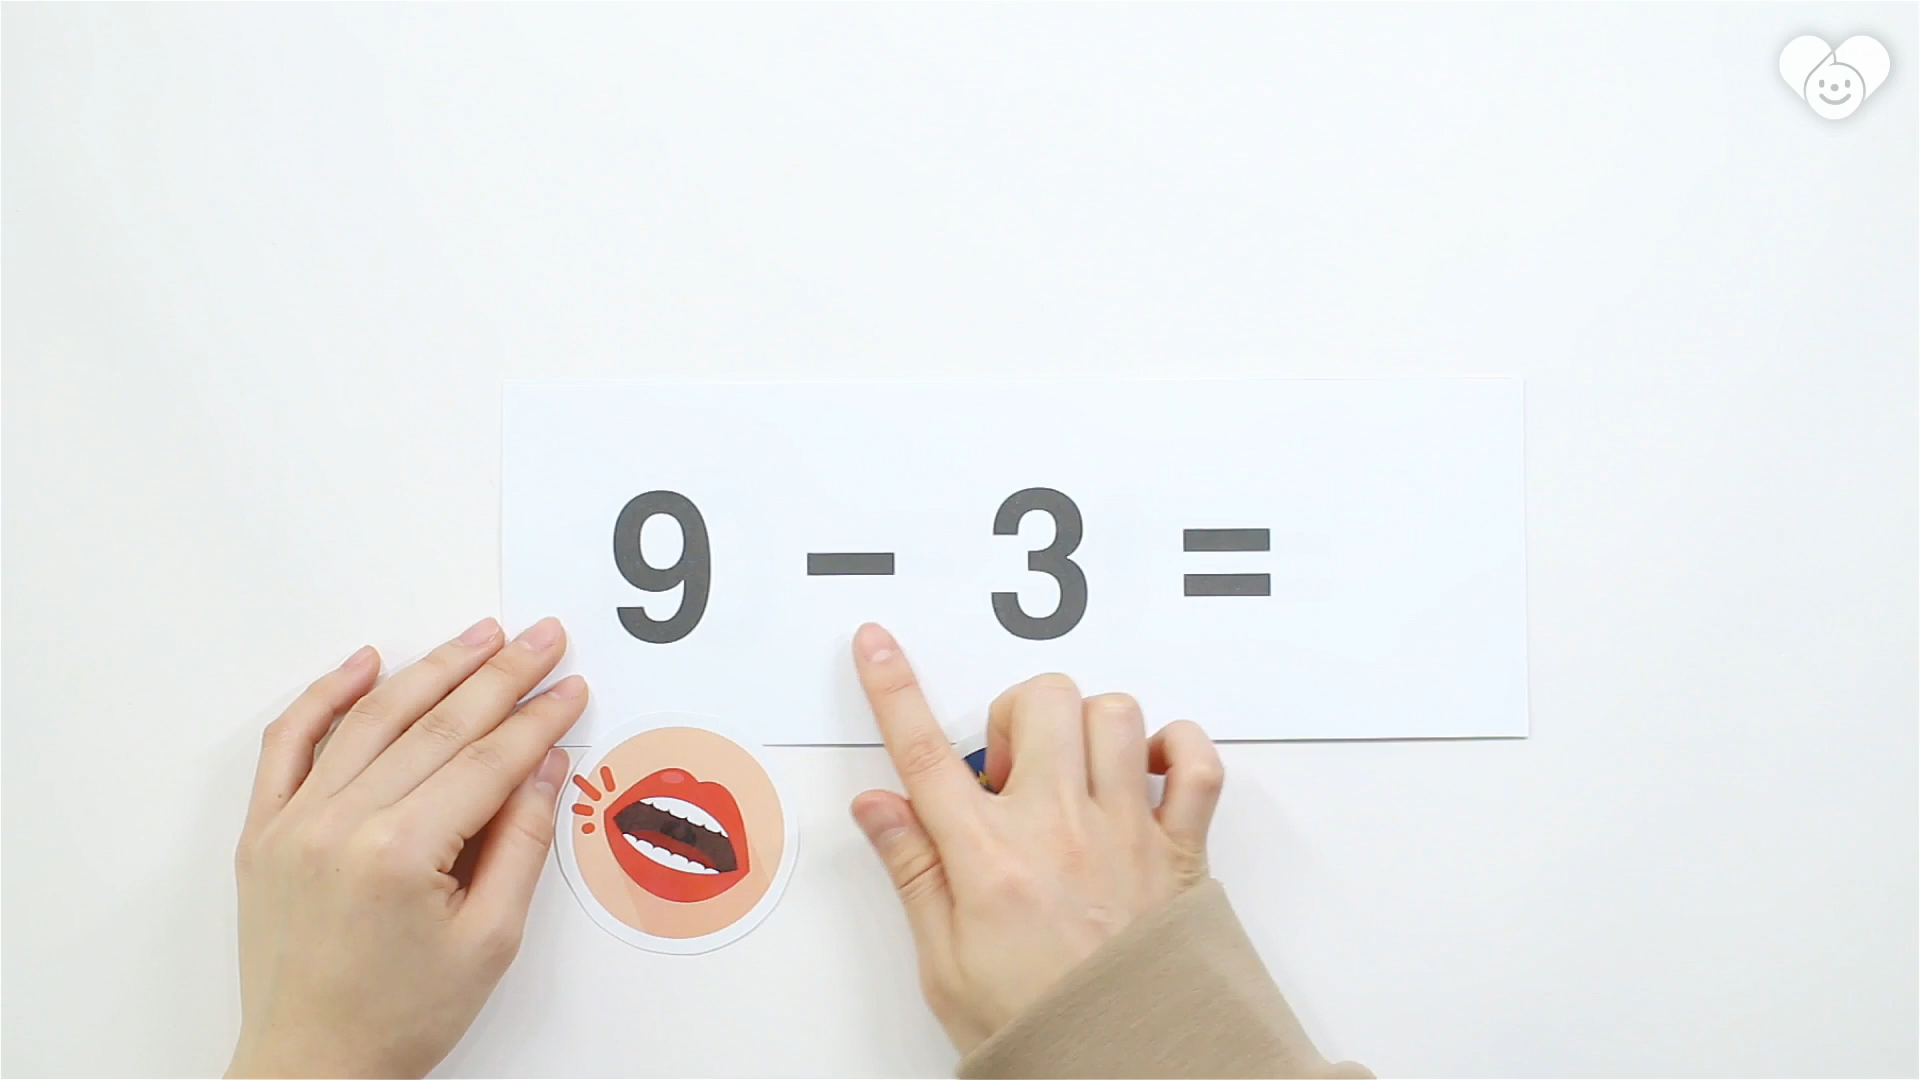 9 - 3 =